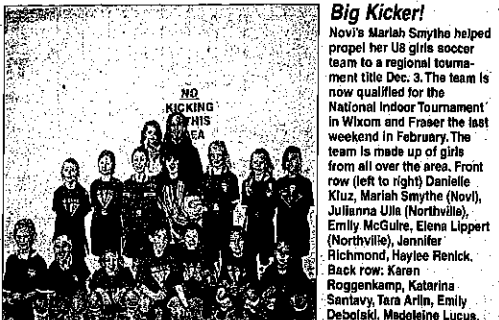 NO
KICKING
THIS
Big Kicker!
Novi's Mariah Smythe helped
propel her U8 girls soccer
team to a regional tourna-
ment title Dec. 3. The team is
now qualified for the
National Indoor Tournament
in Wixom and Fraser the last
weekend in February. The
team is made up of girls
from all over the area. Front
row (left to right) Danielle
Kluz, Mariah Smythe (Novi),
Julianna Ulla (Northville),
Emily McGuire, Elena Lippert
(Northville), Jennifer
Richmond, Haylee Renick.
Back row: Karen
Roggenkamp, Katarina
Santavy, Tara Arlin, Emily
Debolski, Madeleine Lucus.